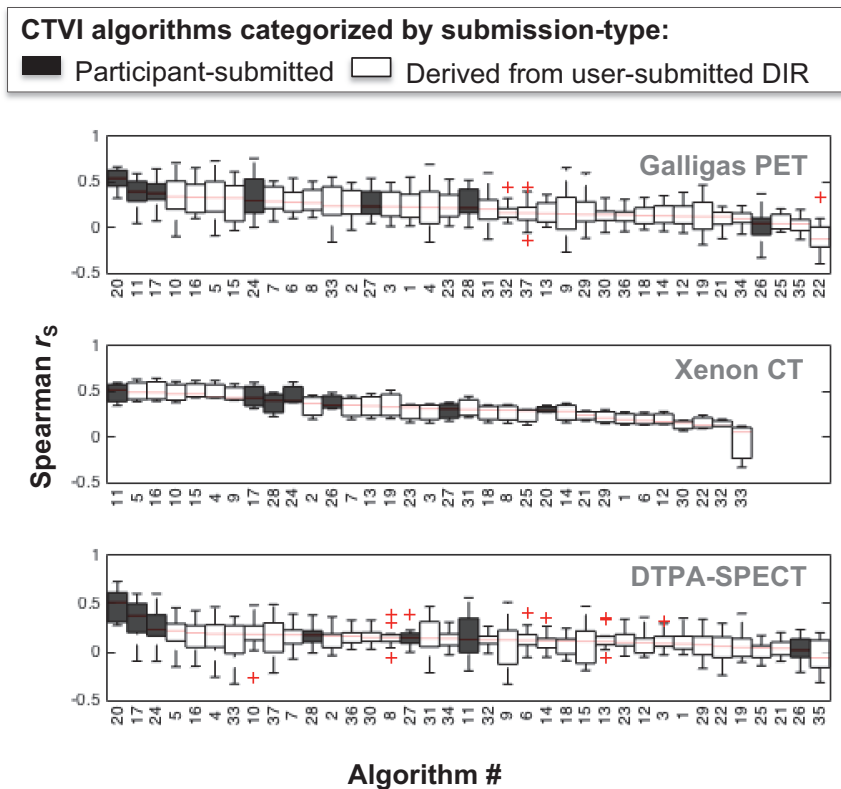 CTVI algorithms categorized by submission-type:
Participant-submitted Derived from user-submitted DIR
Spearman rs
1
0.5
0
-0.5
Galligas PET
20 11 17 10 16 5 15 24 7 6 8 33 2 27 3 1 4 23 28 31 32 37 13 9 29 30 36 18 14 12 19 21 34 26 25 35 22
1
0.5
0
-0.5
Xenon CT
11 5 16 10 15 4 9 17 28 24 2 26 7 13 19 23 3 27 31 18 8 25 20 14 21 29 1 6 12 30 22 32 33
1
0.5
0
-0.5
DTPA-SPECT
20 17 24 5 16 4 33 10 37 7 28 2 36 30 8 27 31 34 11 32 9 6 14 18 15 13 23 12 3 1 29 22 19 25 21 26 35
Algorithm #